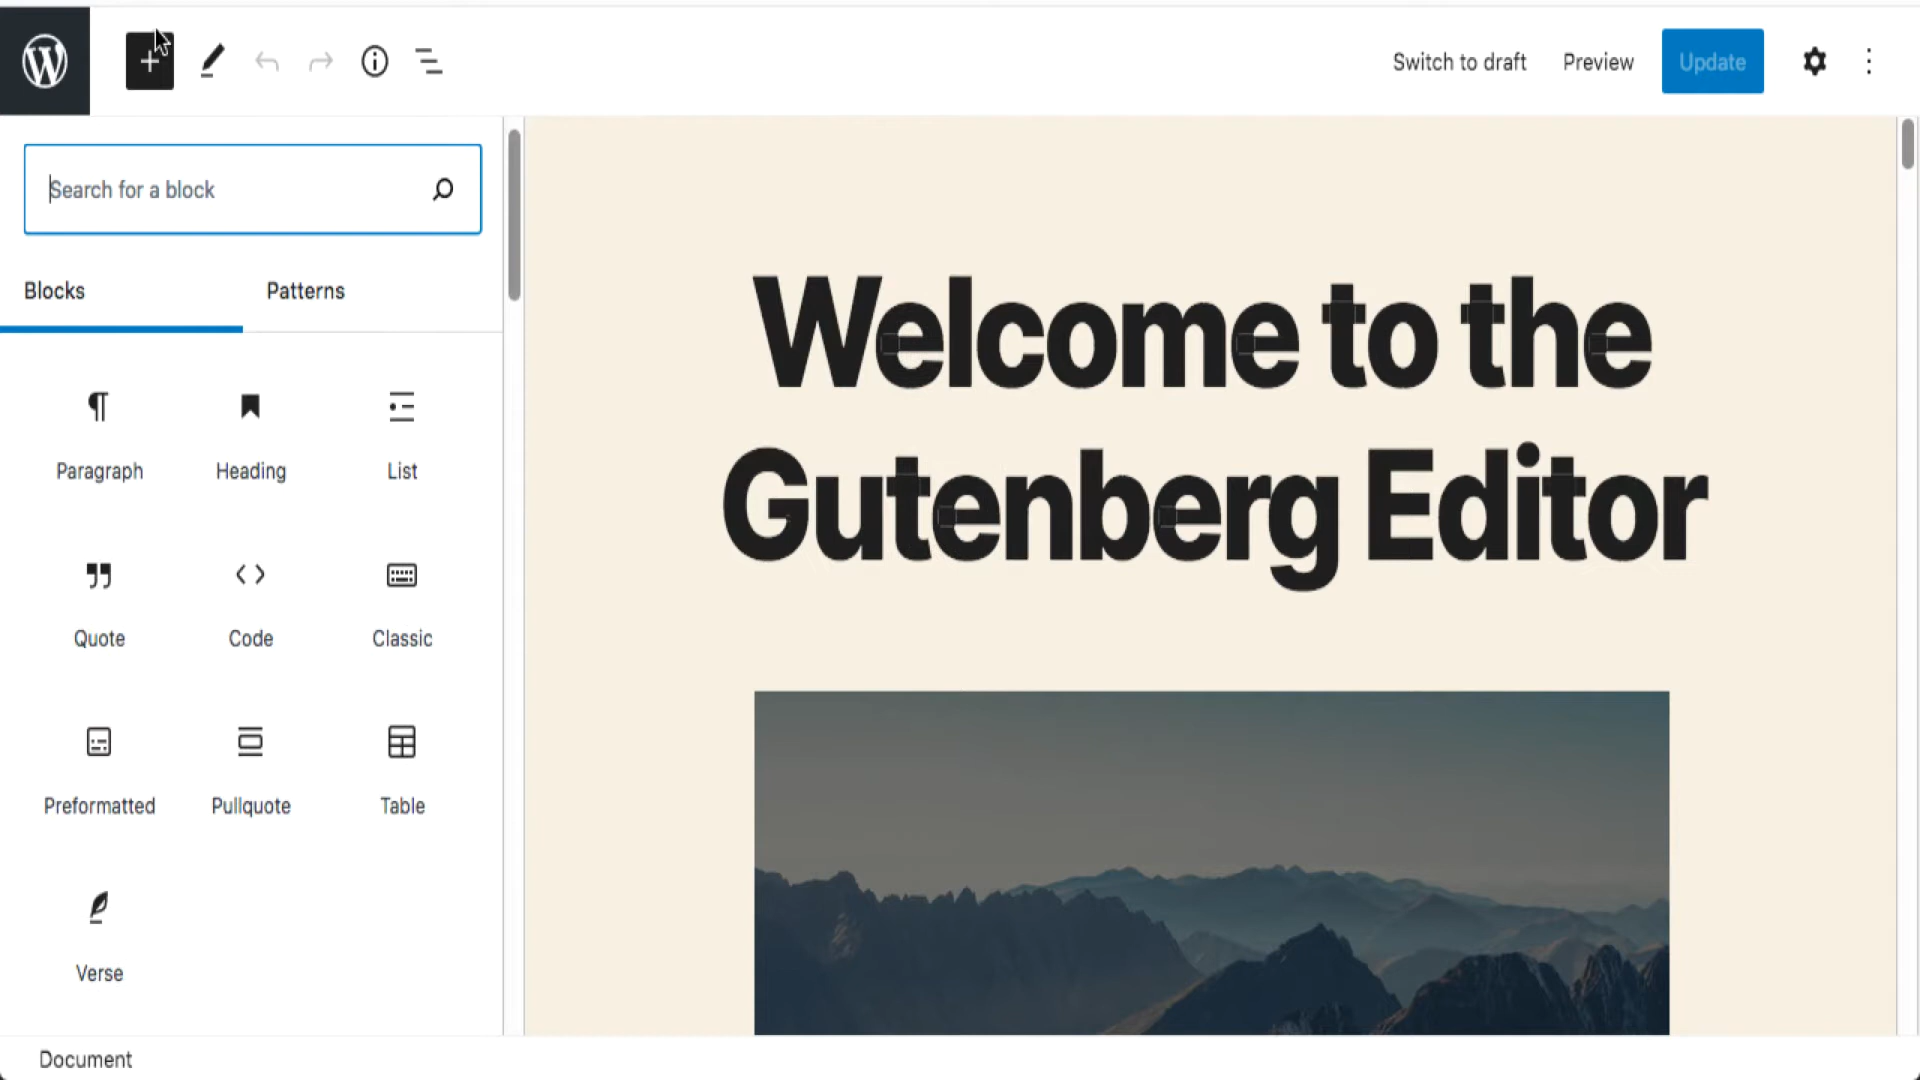 Switch to draft
Preview
Update
Search for a block
Blocks
Patterns
Paragraph
Heading
List
Quote
Code
Classic
Preformatted
Pullquote
Table
Verse
Welcome to the
Gutenberg Editor
Document